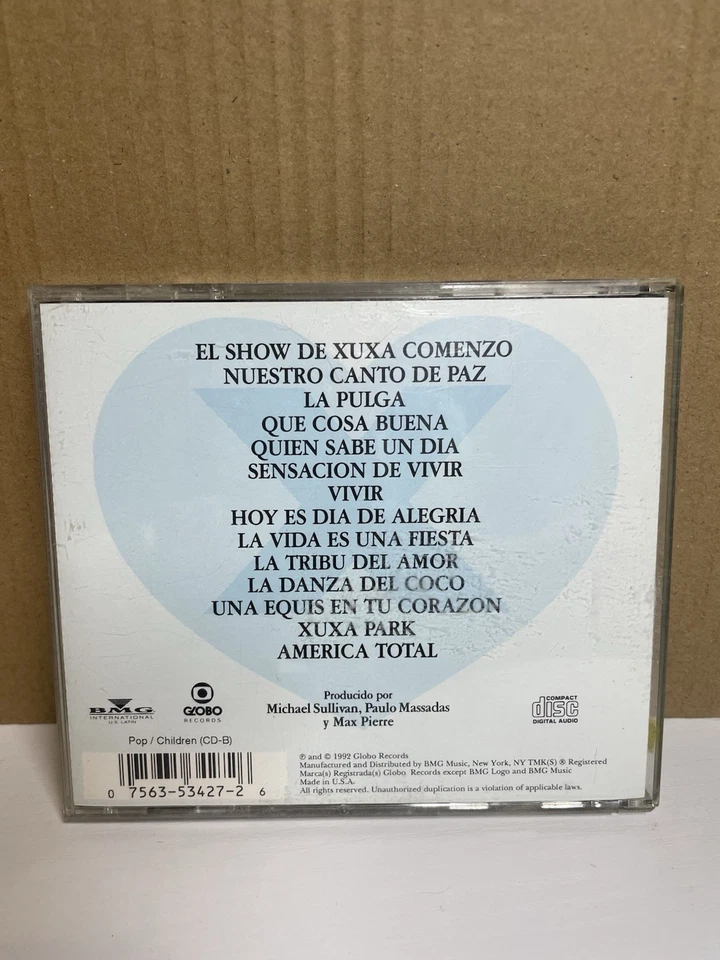 EL SHOW DE XUXA COMENZO
NUESTRO CANTO DE PAZ
LA PULGA
QUE COSA BUENA
QUIEN SABE UN DIA
SENSACION DE VIVIR
VIVIR
HOY ES DIA DE ALEGRIA
LA VIDA ES UNA FIESTA
LA TRIBU DEL AMOR
LA DANZA DEL COCO
UNA EQUIS EN TU CORAZON
XUXA PARK
AMERICA TOTAL
BMG
INTERNATIONAL
U.S. LATIN
GLOBO
RECORDS
Producido por
Michael Sullivan, Paulo Massadas
y Max Pierre
COMPACT
disc
DIGITAL AUDIO
Pop / Children (CD-B)
0 7563-53427-2 6
℗ and © 1992 Globo Records
Manufactured and Distributed by BMG Music, New York, NY TMK(S) ® Registered
Marca(s) Registrada(s) Globo Records except BMG Logo and BMG Music
Made in U.S.A.
All rights reserved. Unauthorized duplication is a violation of applicable laws.